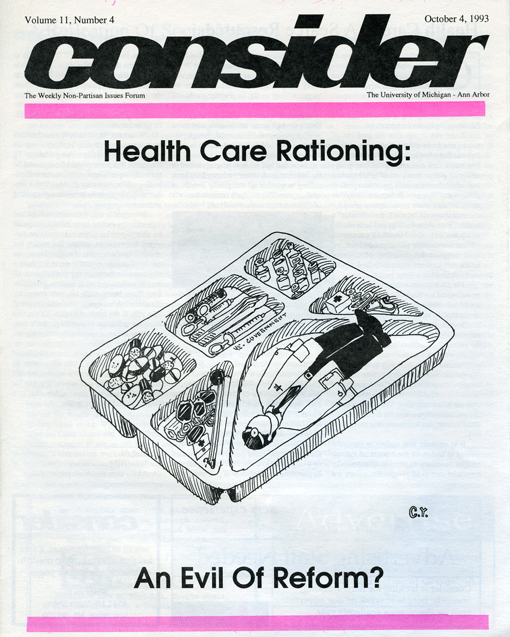 Volume 11, Number 4
October 4, 1993
consider
The Weekly Non-Partisan Issues Forum
The University of Michigan - Ann Arbor
Health Care Rationing:
U.S. GOVERNMENT
C.Y.
An Evil Of Reform?